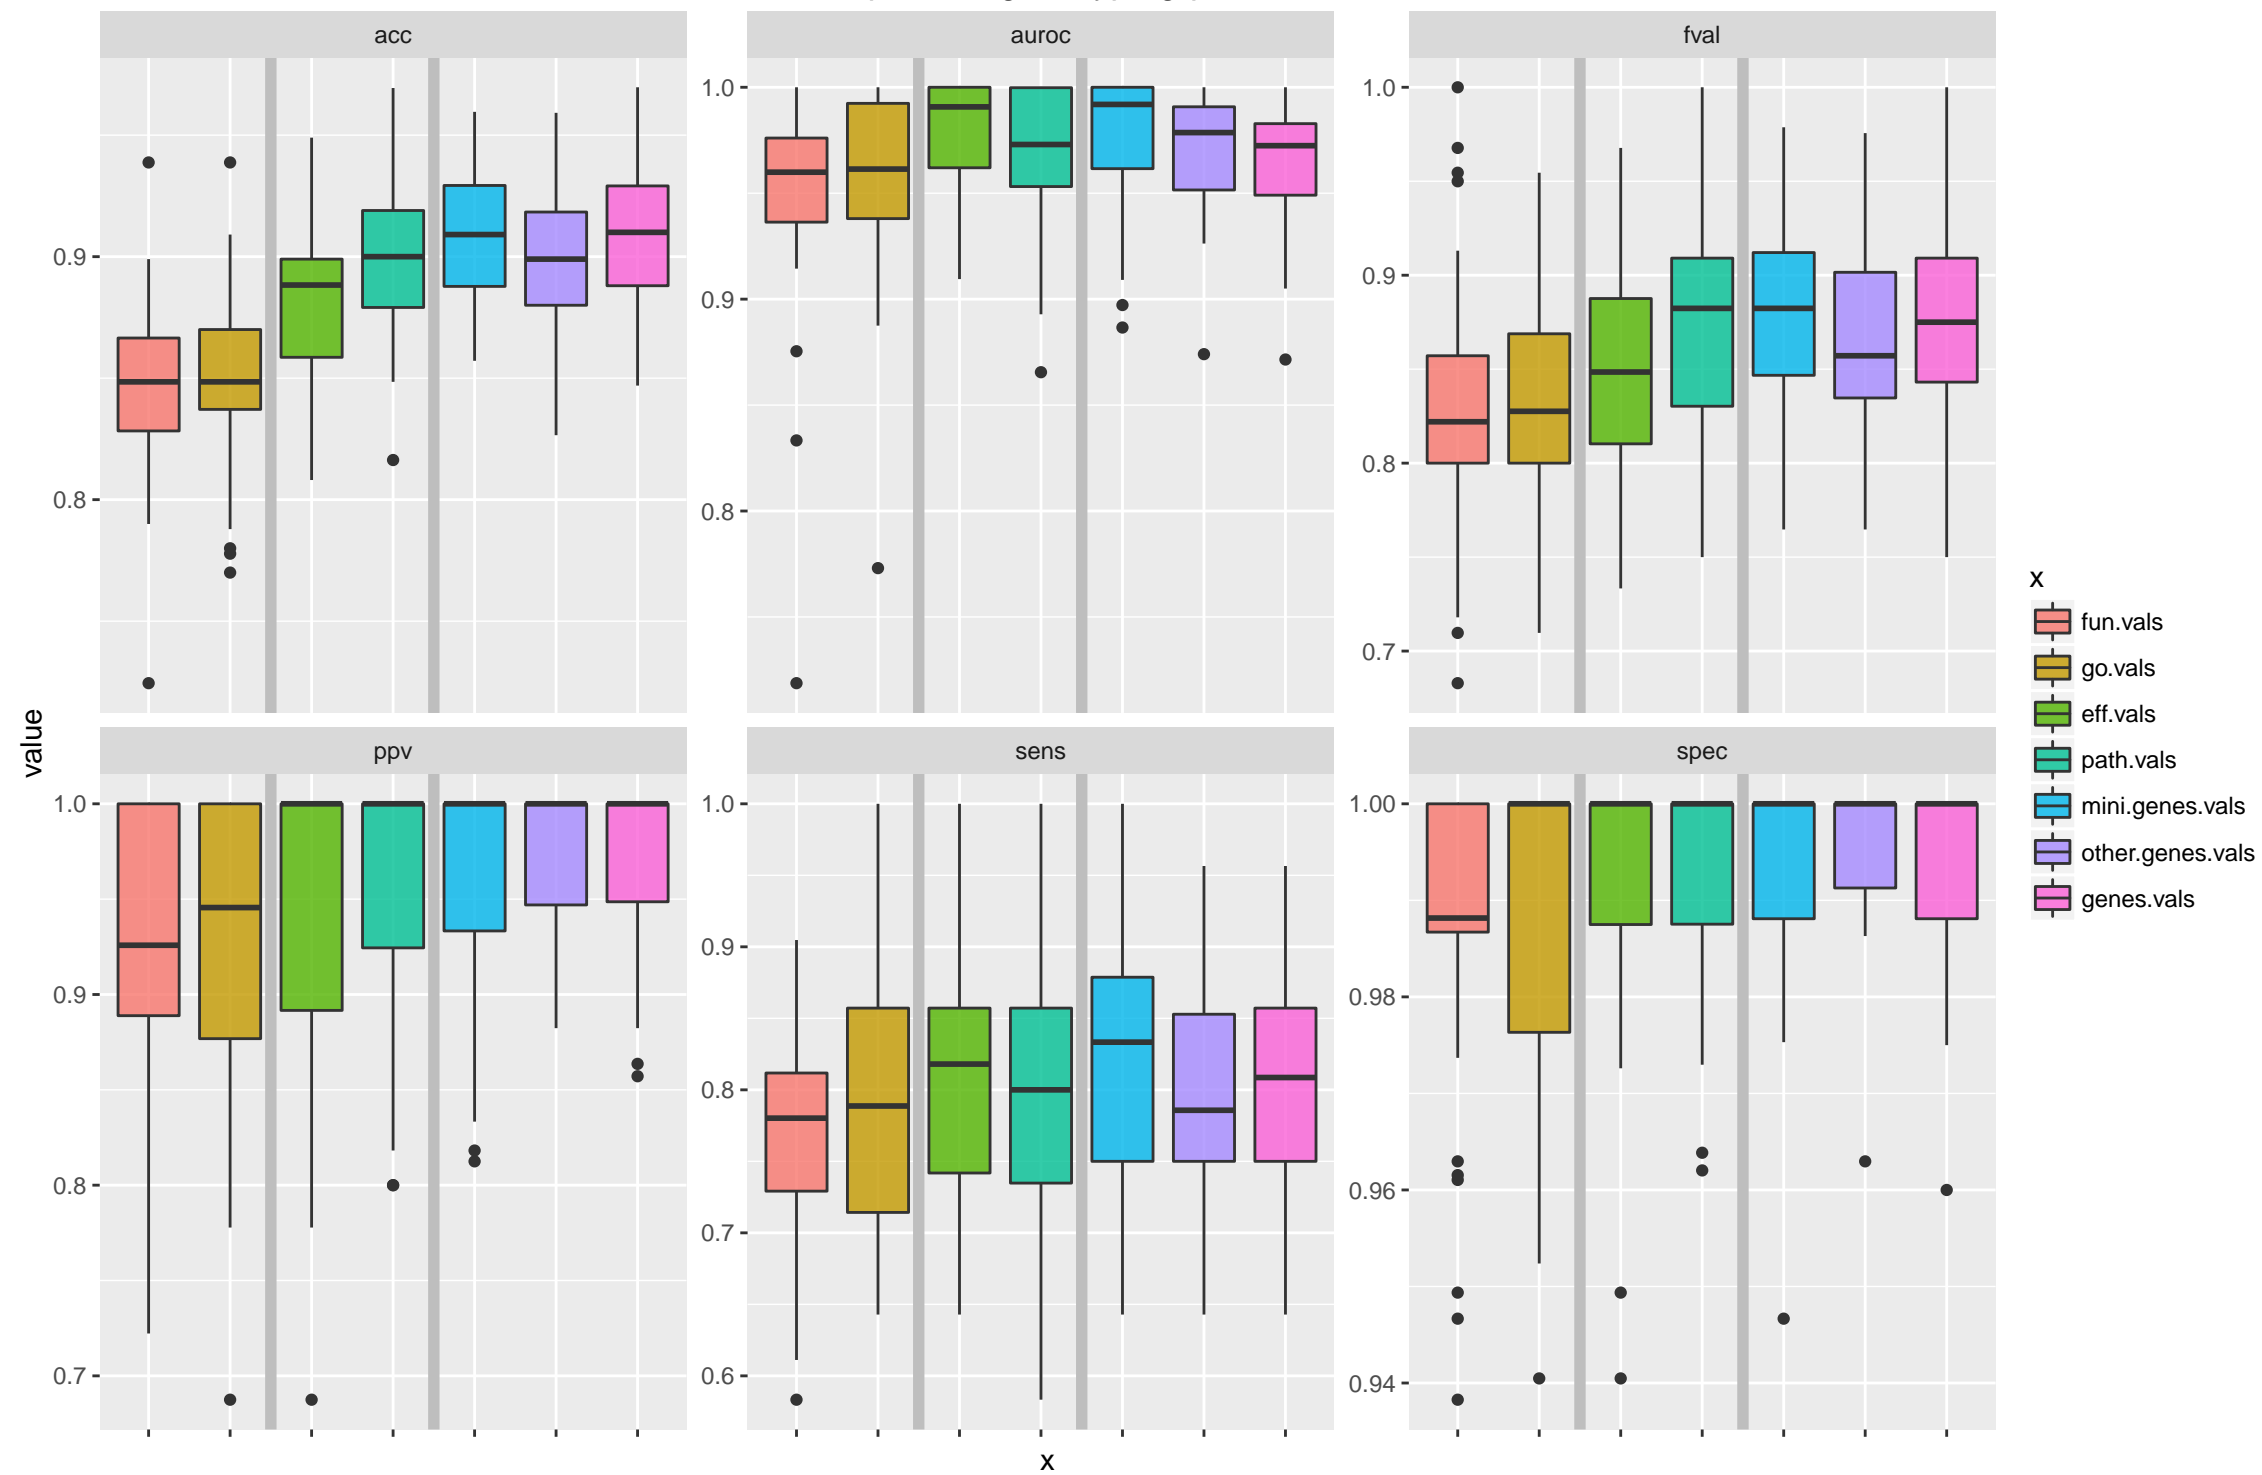 acc
auroc
fval
0.9
0.8
1.0
0.9
0.8
1.0
0.9
0.8
0.7
value
ppv
sens
spec
1.0
0.9
0.8
0.7
1.0
0.9
0.8
0.7
0.6
1.00
0.98
0.96
0.94
x
x
fun.vals
go.vals
eff.vals
path.vals
mini.genes.vals
other.genes.vals
genes.vals